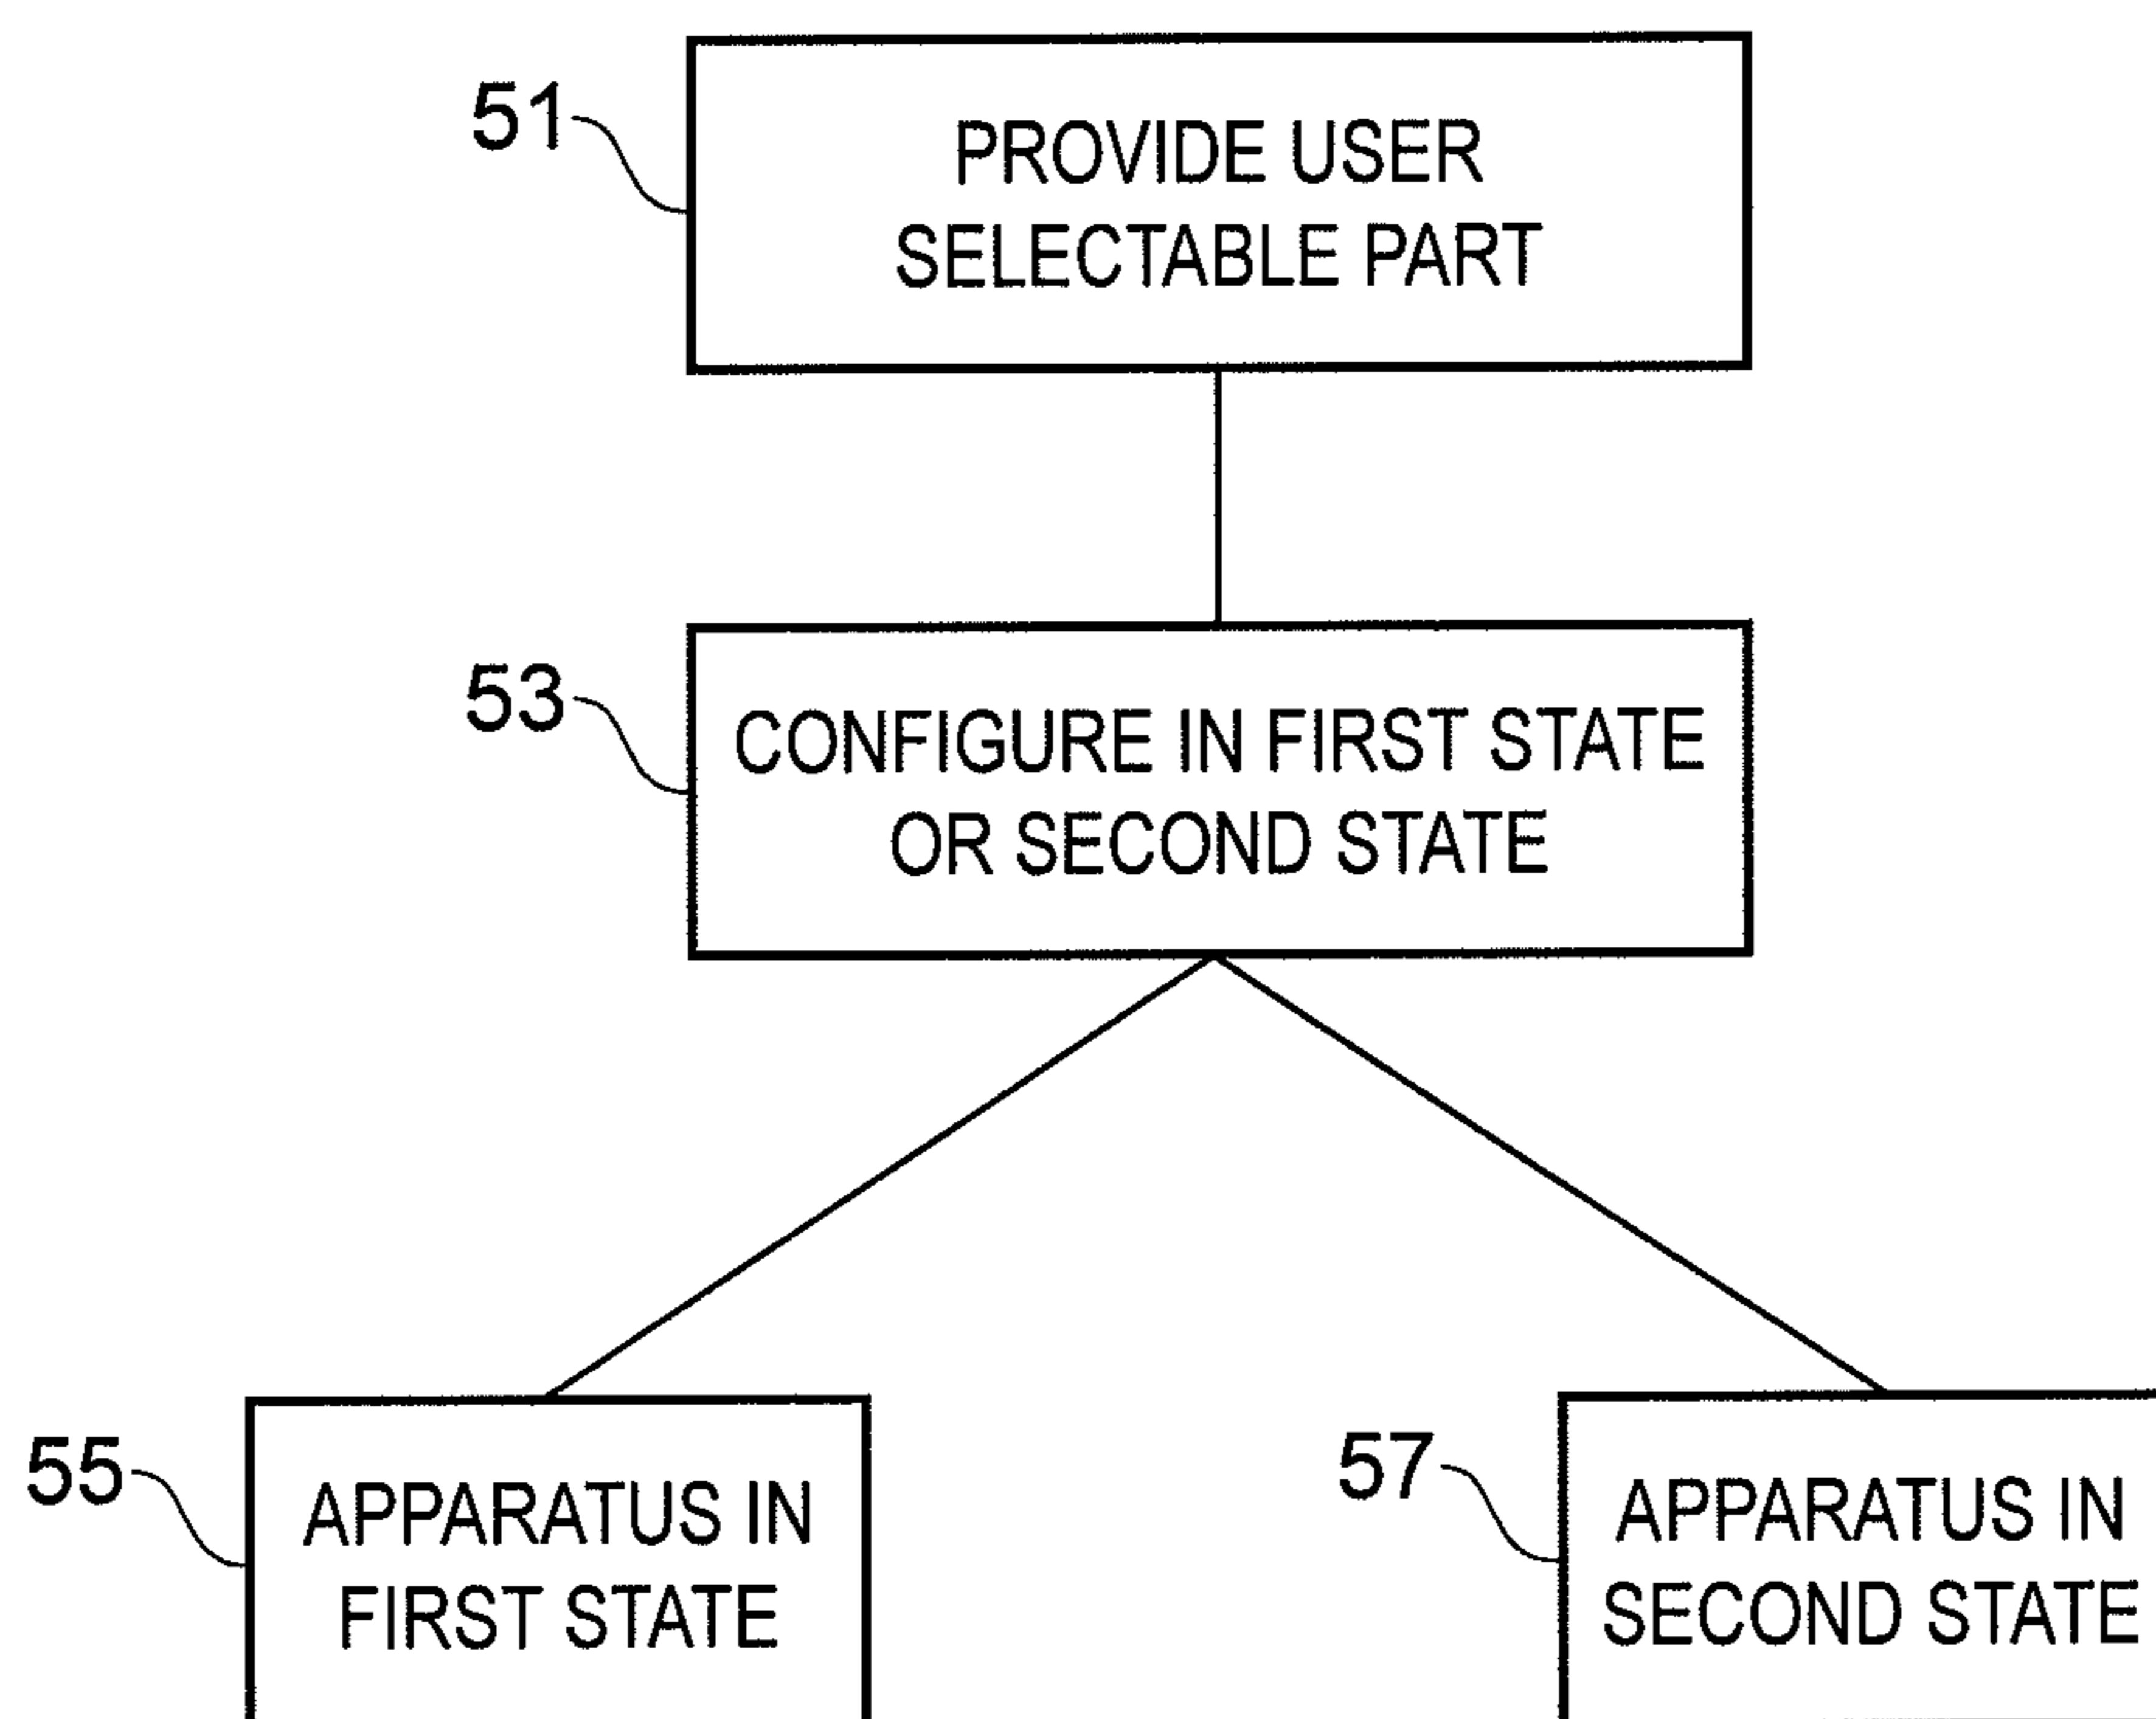 51
PROVIDE USER
SELECTABLE PART
53
CONFIGURE IN FIRST STATE
OR SECOND STATE
55
APPARATUS IN
FIRST STATE
57
APPARATUS IN
SECOND STATE